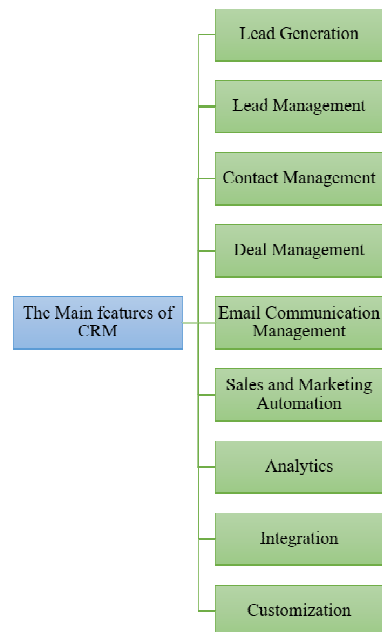 Lead Generation
Lead Management
Contact Management
Deal Management
The Main features of
CRM
Email Communication
Management
Sales and Marketing
Automation
Analytics
Integration
Customization